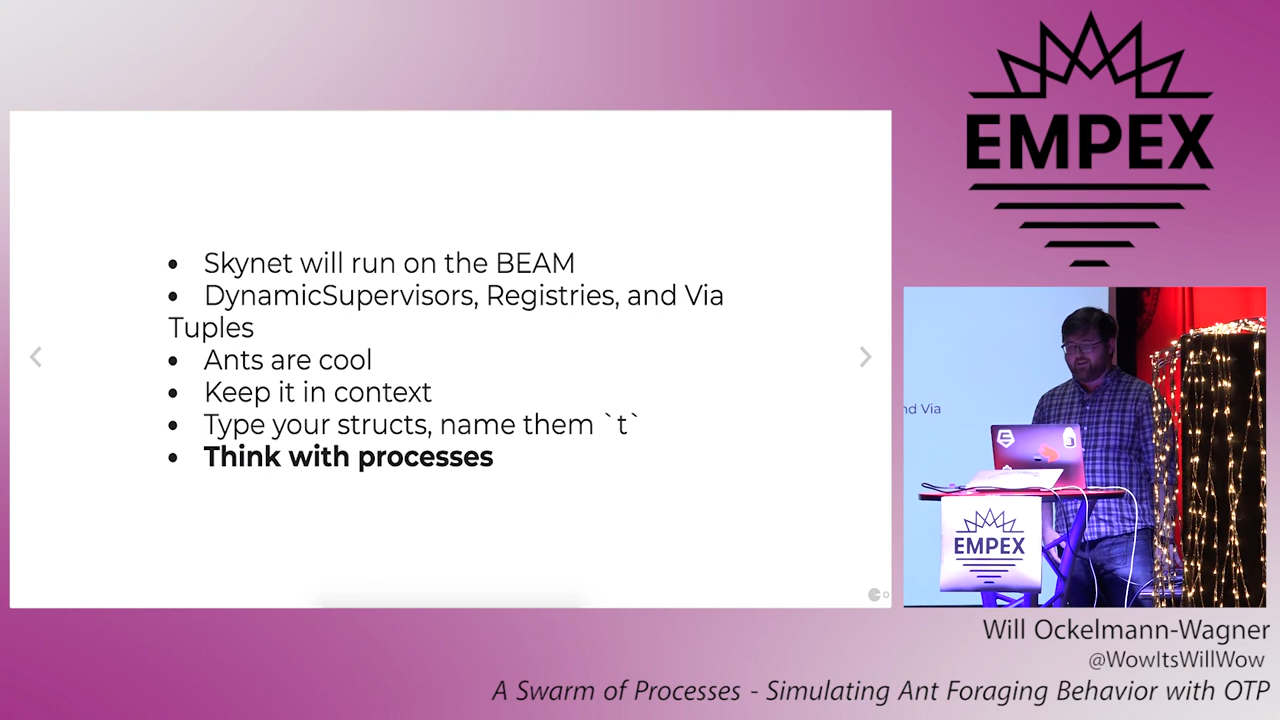 EMPEX
• Skynet will run on the BEAM
• DynamicSupervisors, Registries, and Via
Tuples
• Ants are cool
• Keep it in context
• Type your structs, name them `t`
• Think with processes
nd Via
EMPEX
Will Ockelmann-Wagner
@WowItsWillWow
A Swarm of Processes - Simulating Ant Foraging Behavior with OTP